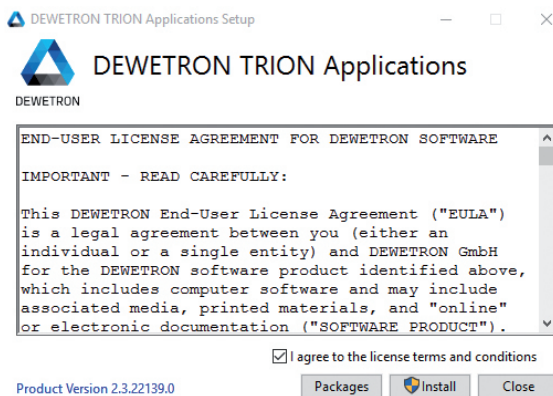 DEWETRON TRION Applications Setup
DEWETRON TRION Applications
DEWETRON
END-USER LICENSE AGREEMENT FOR DEWETRON SOFTWARE
IMPORTANT - READ CAREFULLY:
This DEWETRON End-User License Agreement ("EULA")
is a legal agreement between you (either an
individual or a single entity) and DEWETRON GmbH
for the DEWETRON software product identified above,
which includes computer software and may include
associated media, printed materials, and "online"
or electronic documentation ("SOFTWARE PRODUCT").
I agree to the license terms and conditions
Product Version 2.3.22139.0
Packages
Install
Close